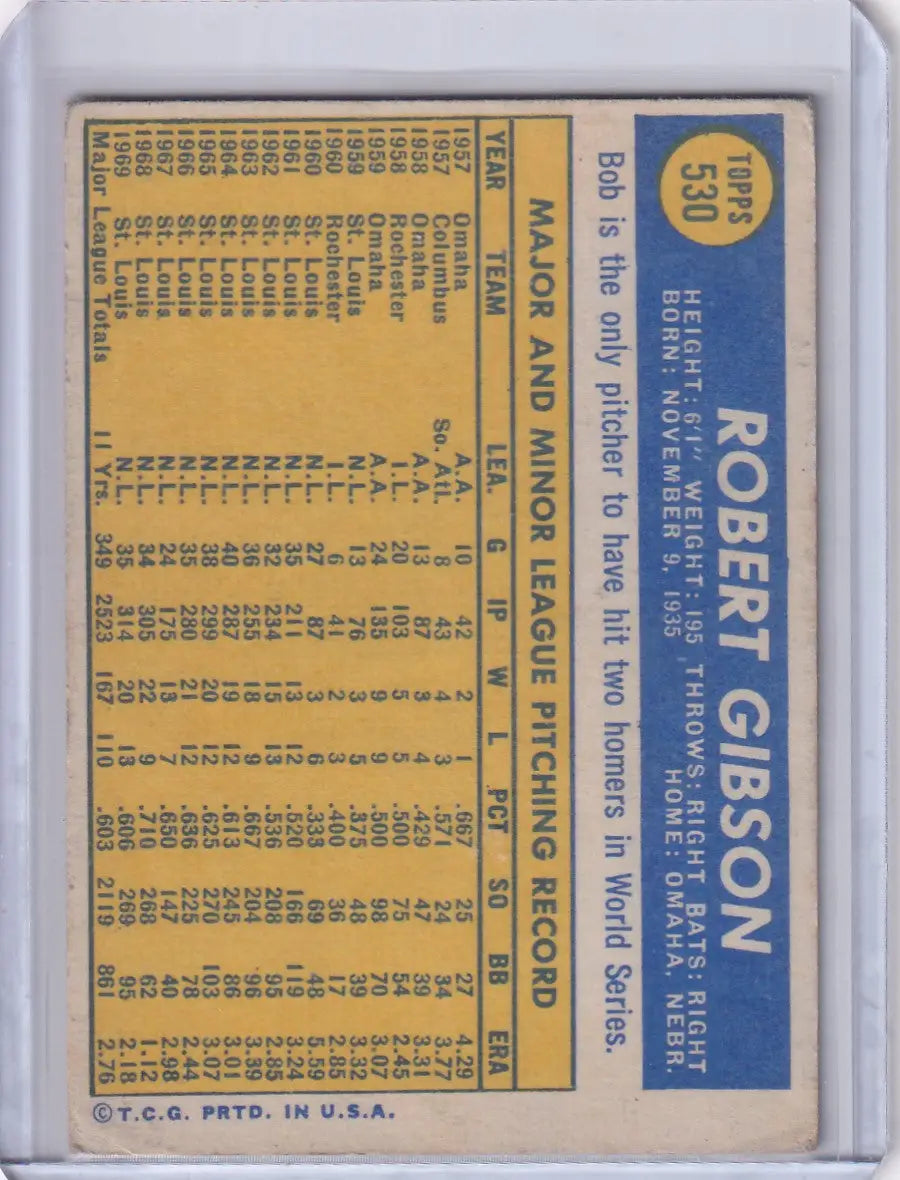 TOPPS
530
ROBERT GIBSON
HEIGHT: 6'1" WEIGHT: 195 THROWS: RIGHT BATS: RIGHT
BORN: NOVEMBER 9, 1935 HOME: OMAHA, NEBR.
Bob is the only pitcher to have hit two homers in World Series.
MAJOR AND MINOR LEAGUE PITCHING RECORD
YEAR TEAM LEA. G IP W L PCT SO BB ERA
1957 Omaha A.A. 10 42 2 1 .667 25 27 4.29
1957 Columbus So. Atl. 8 43 4 3 .571 24 34 3.77
1958 Omaha A.A. 13 87 3 4 .429 47 39 3.31
1958 Rochester I.L. 20 103 5 5 .500 75 54 2.45
1959 Omaha A.A. 24 135 9 9 .500 98 70 3.07
1959 St. Louis N.L. 13 76 3 5 .375 48 39 3.32
1960 Rochester I.L. 6 41 2 3 .400 36 17 2.85
1960 St. Louis N.L. 27 87 3 6 .333 69 48 5.59
1961 St. Louis N.L. 35 211 13 12 .520 166 119 3.24
1962 St. Louis N.L. 32 234 15 13 .536 208 95 2.85
1963 St. Louis N.L. 36 255 18 9 .667 204 96 3.39
1964 St. Louis N.L. 40 287 19 12 .613 245 86 3.01
1965 St. Louis N.L. 38 299 20 12 .625 270 103 3.07
1966 St. Louis N.L. 35 280 21 12 .636 225 78 2.44
1967 St. Louis N.L. 24 175 13 7 .650 147 40 2.98
1968 St. Louis N.L. 34 305 22 9 .710 268 62 1.12
1969 St. Louis N.L. 35 314 20 13 .606 269 95 2.18
Major League Totals 11 Yrs. 349 2523 167 110 .603 2119 861 2.76
©T.C.G. PRTD. IN U.S.A.